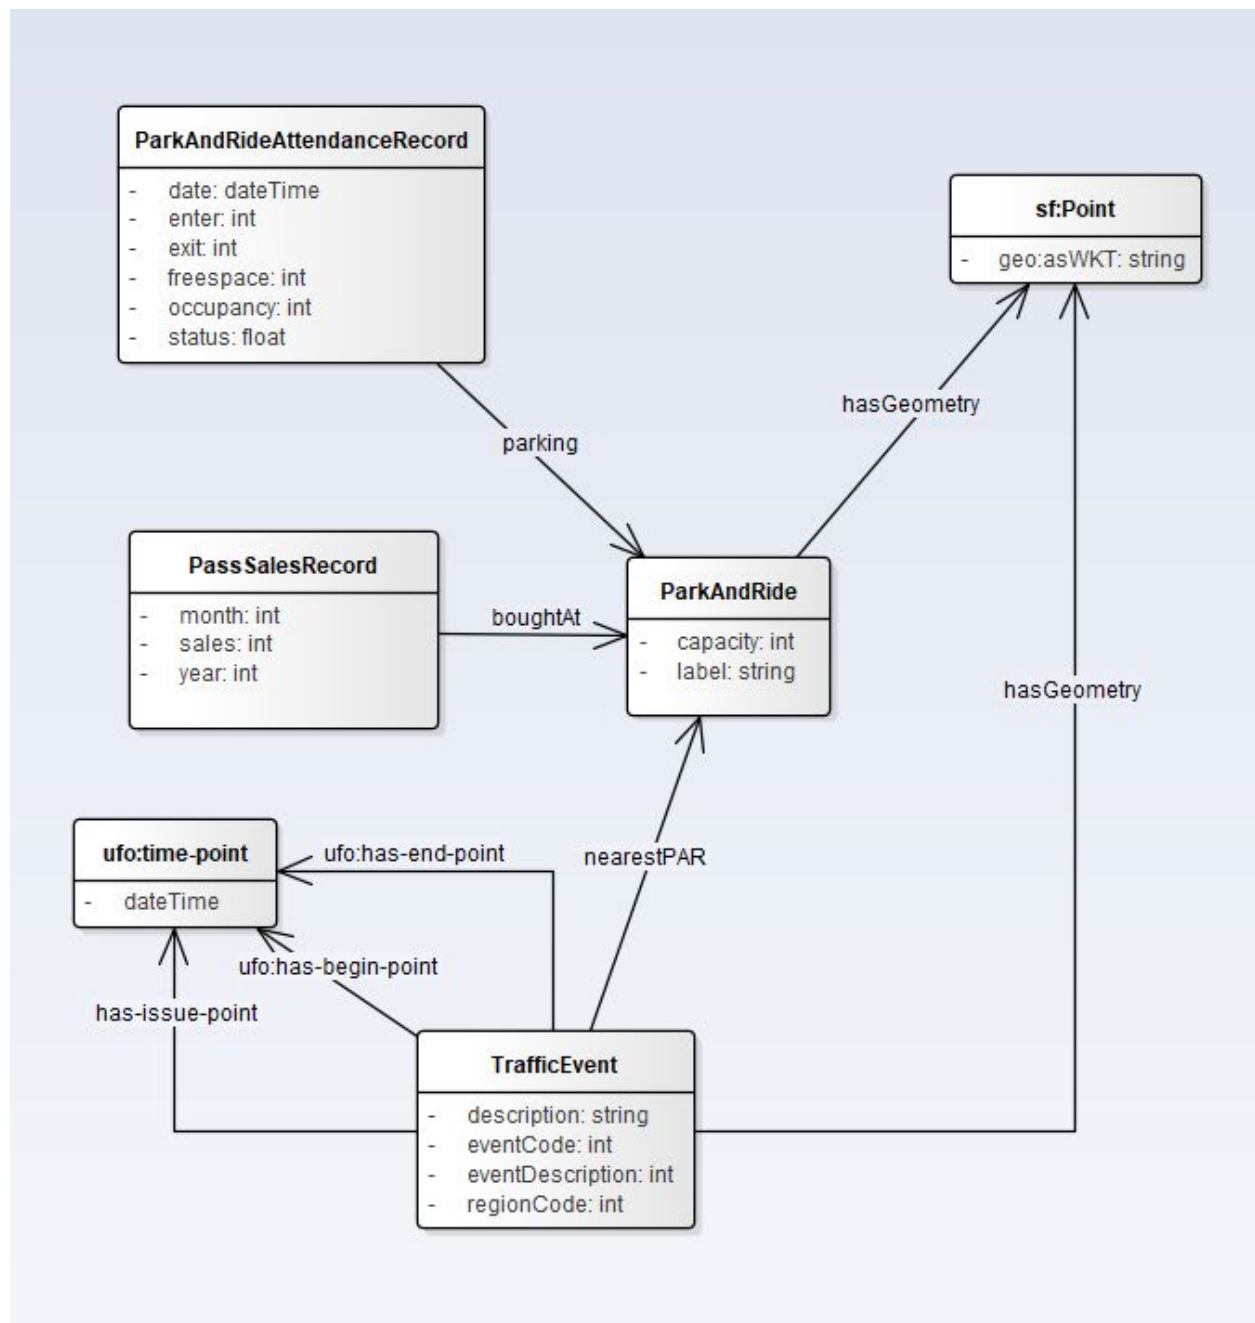 ParkAndRideAttendanceRecord
- date: dateTime
- enter: int
- exit: int
- freespace: int
- occupancy: int
- status: float
sf:Point
- geo:asWKT: string
hasGeometry
parking
PassSalesRecord
- month: int
- sales: int
- year: int
boughtAt
ParkAndRide
- capacity: int
- label: string
hasGeometry
ufo:time-point
- dateTime
ufo:has-end-point
nearestPAR
ufo:has-begin-point
has-issue-point
TrafficEvent
- description: string
- eventCode: int
- eventDescription: int
- regionCode: int